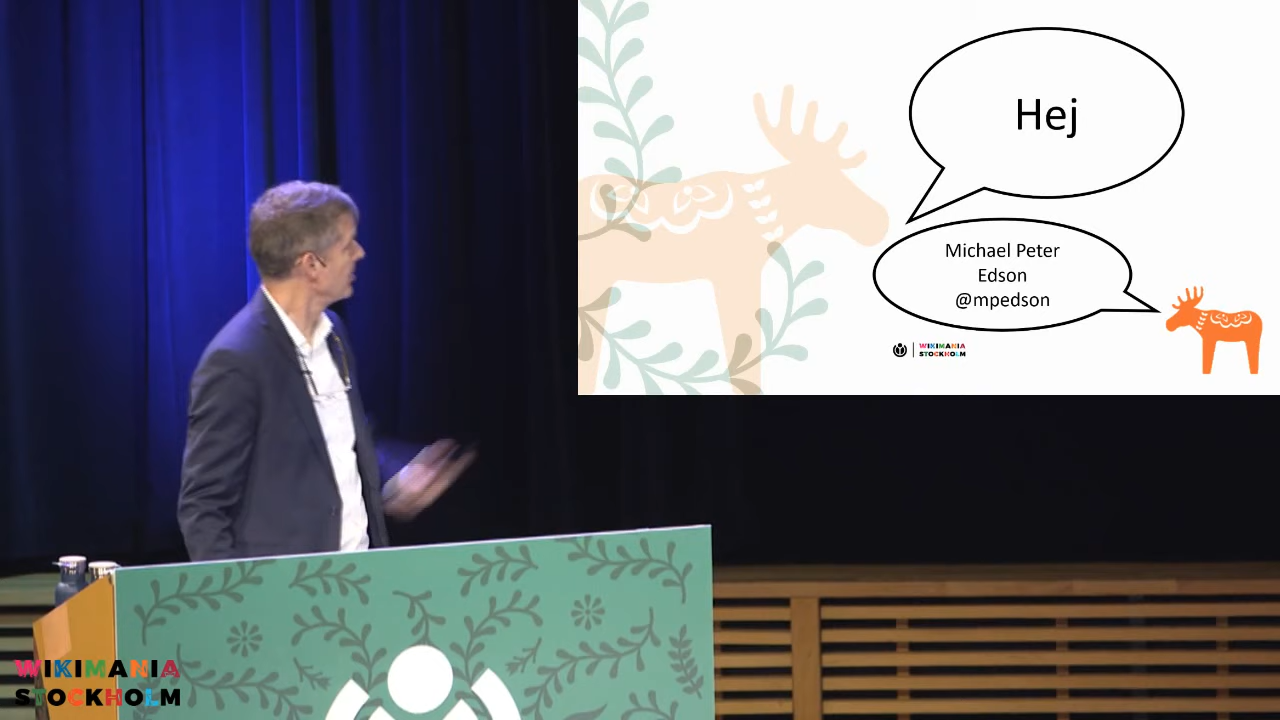 Hej
Michael Peter
Edson
@mpedson
WIKIMANIA
STOCKHOLM
WIKIMANIA
STOCKHOLM